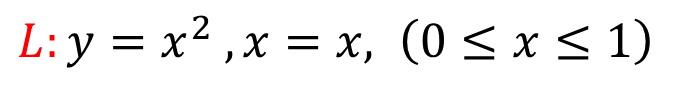 L: y = x² , x = x, (0 ≤ x ≤ 1)